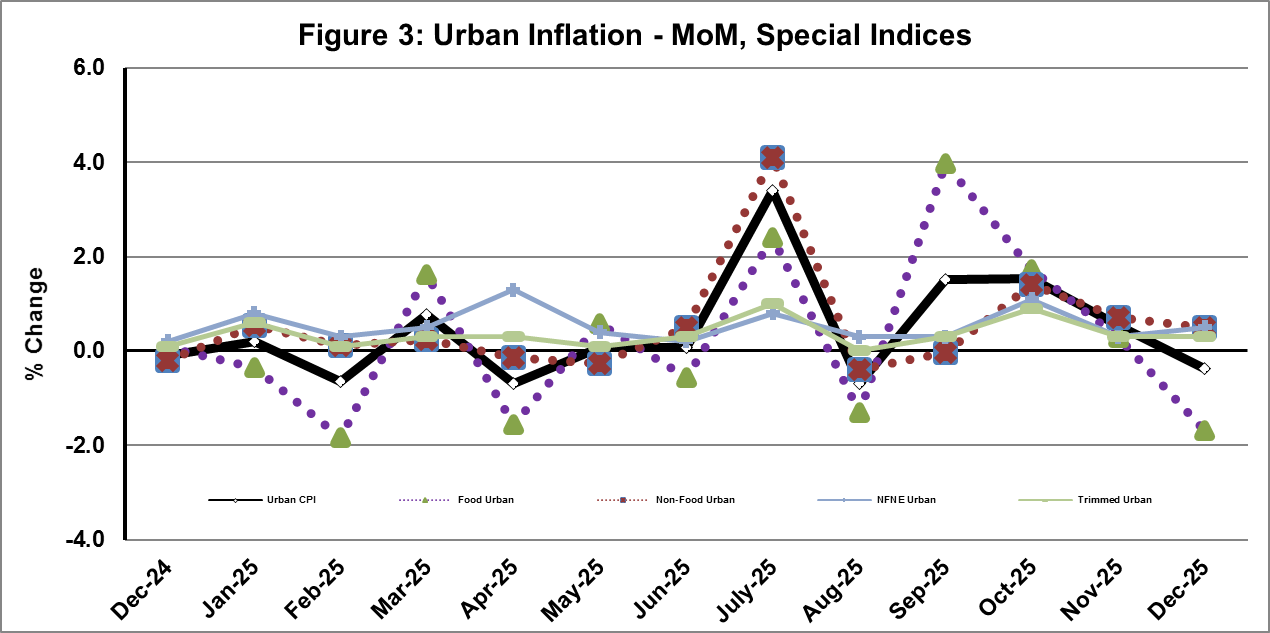 Figure 3: Urban Inflation - MoM, Special Indices
6.0
4.0
2.0
0.0
-2.0
-4.0
% Change
Urban CPI
Food Urban
Non-Food Urban
NFNE Urban
Trimmed Urban
Dec-24
Jan-25
Feb-25
Mar-25
Apr-25
May-25
Jun-25
July-25
Aug-25
Sep-25
Oct-25
Nov-25
Dec-25